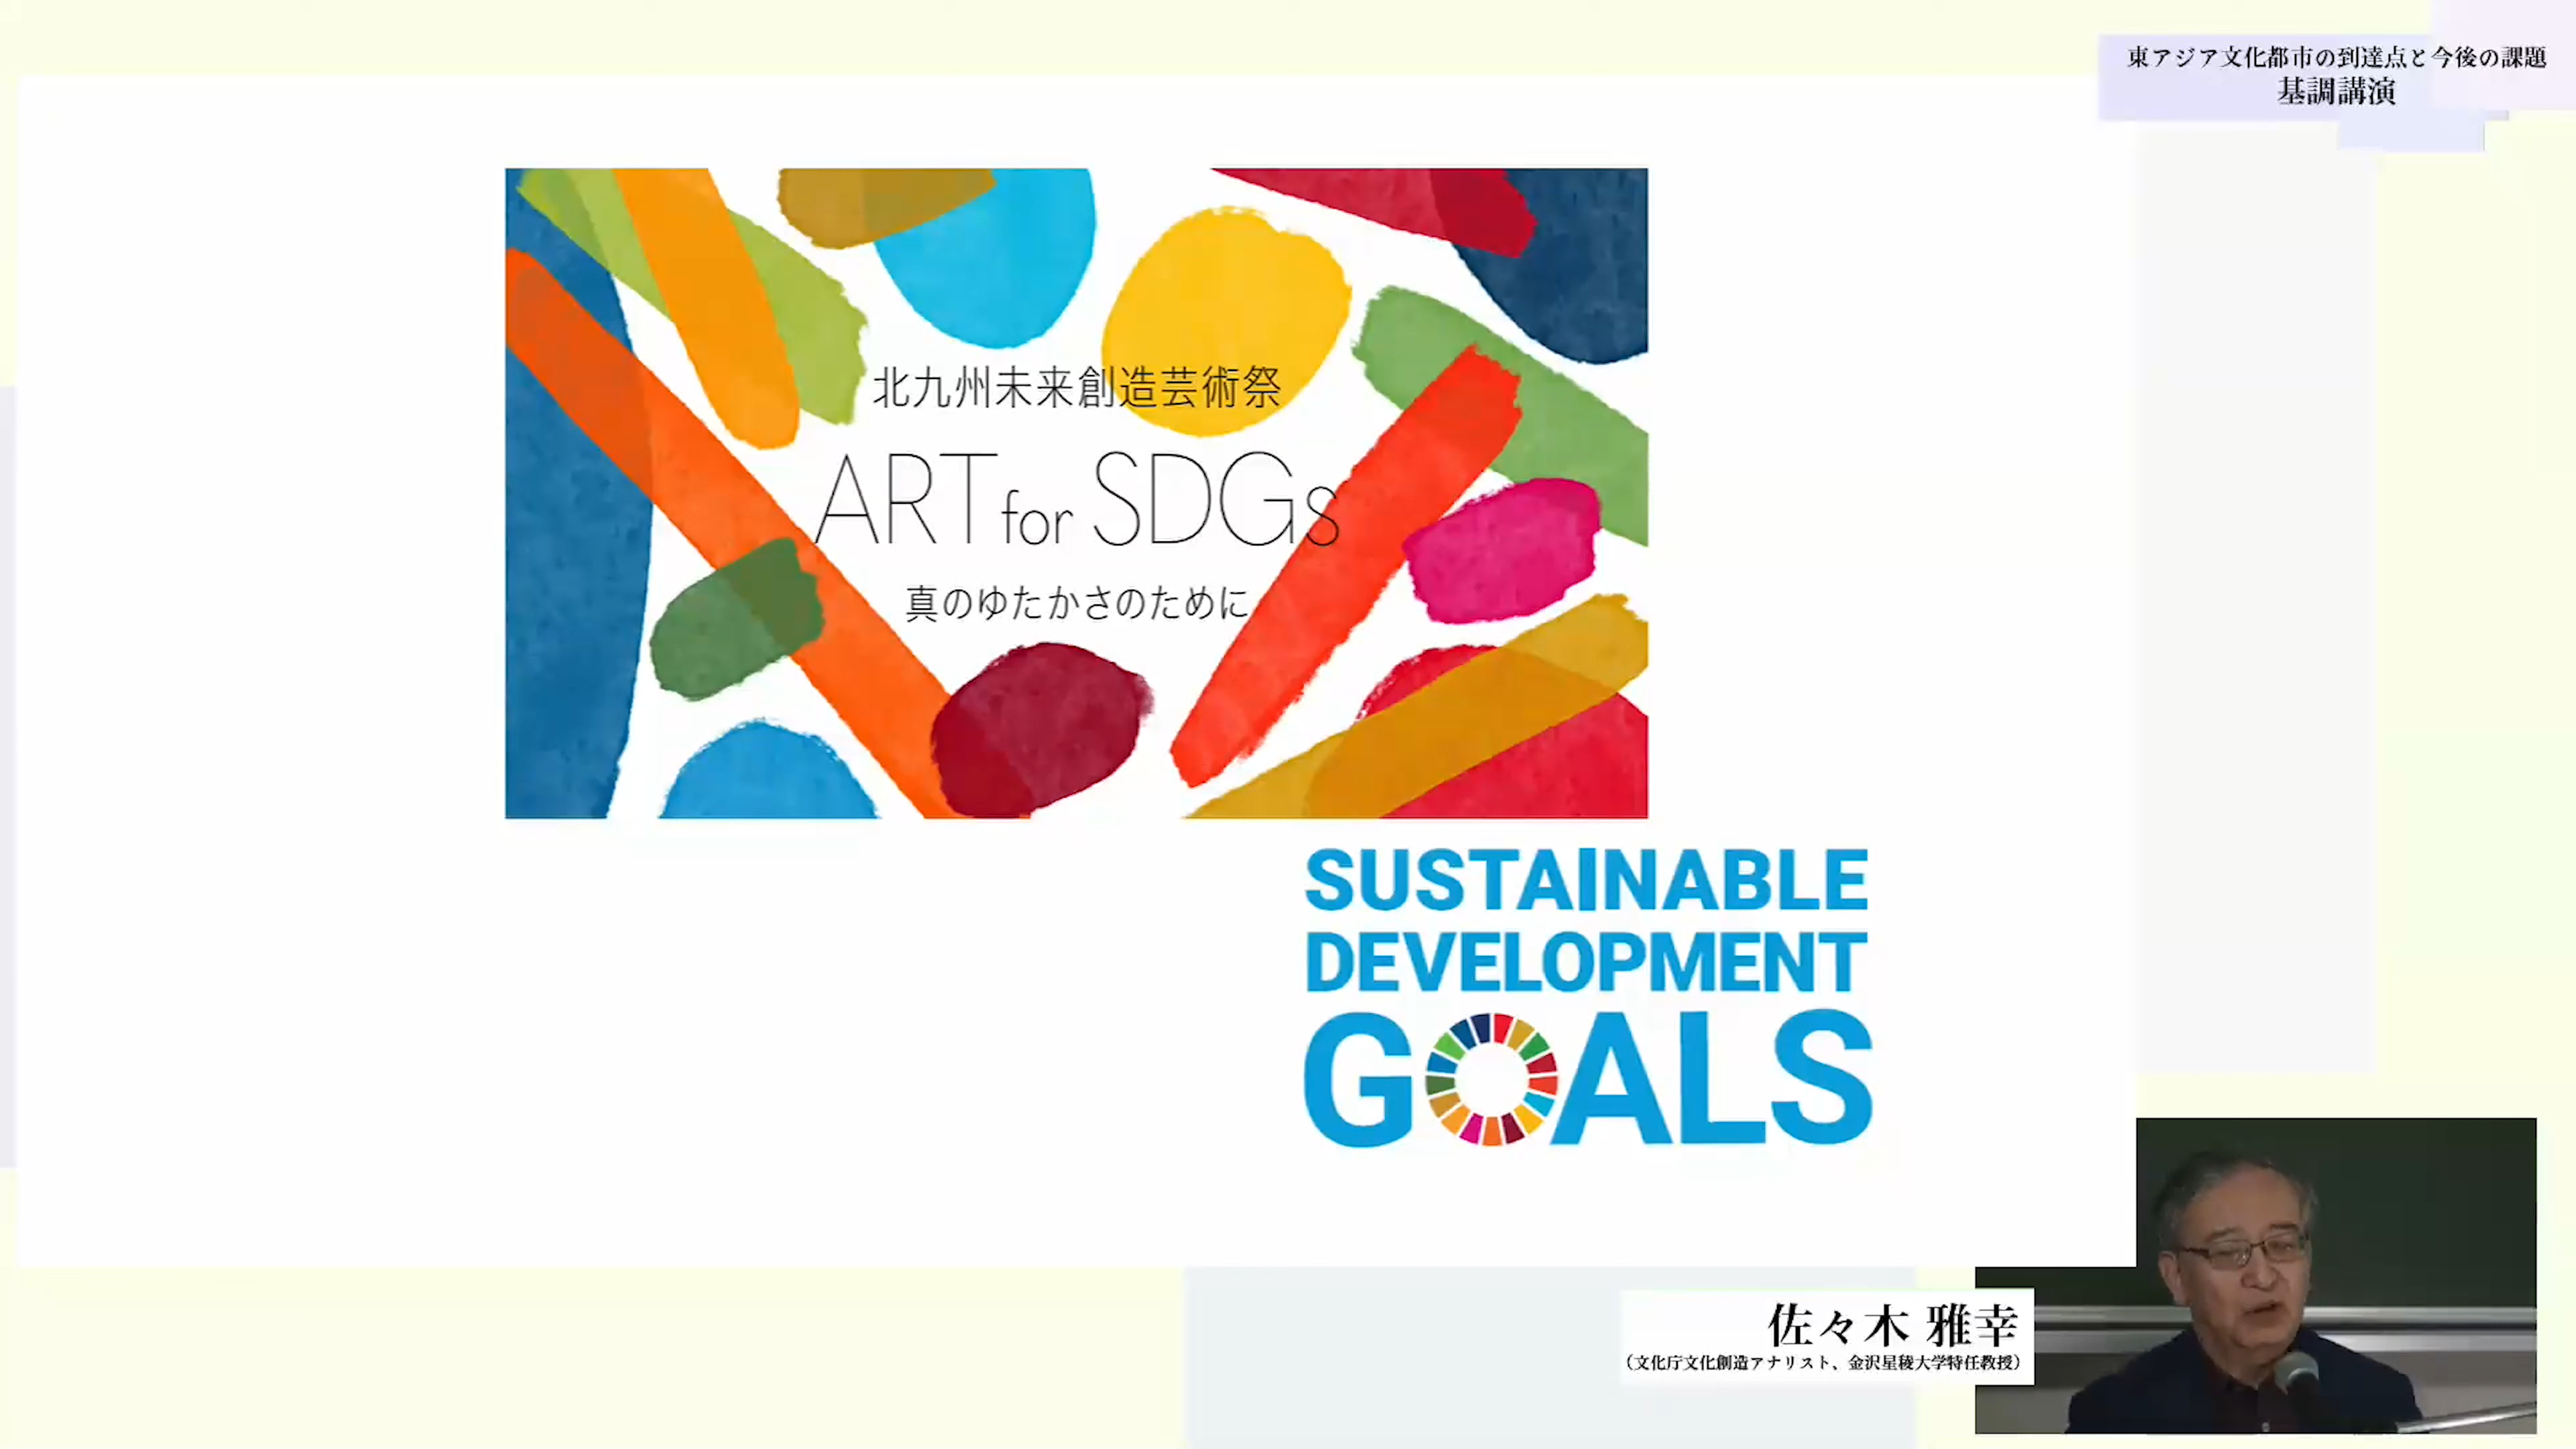 東アジア文化都市の到達点と今後の課題
基調講演
北九州未来創造芸術祭
ART for SDGs
真のゆたかさのために
SUSTAINABLE
DEVELOPMENT
GOALS
佐々木 雅幸
（文化庁文化創造アナリスト、金沢星稜大学特任教授）